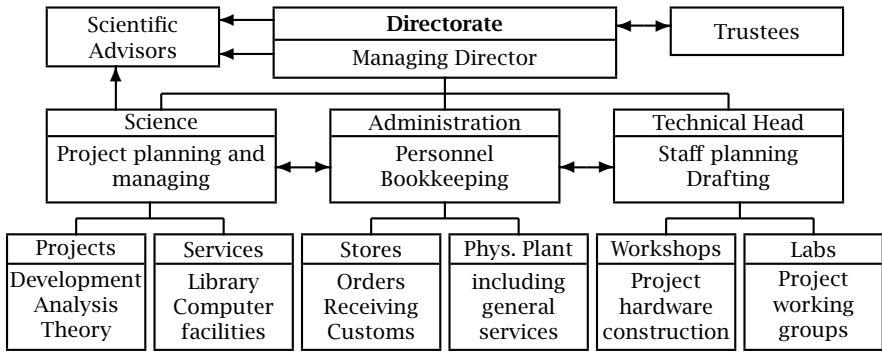 Scientific
Advisors
Directorate
Managing Director
Trustees
Science
Project planning and
managing
Administration
Personnel
Bookkeeping
Technical Head
Staff planning
Drafting
Projects
Development
Analysis
Theory
Services
Library
Computer
facilities
Stores
Orders
Receiving
Customs
Phys. Plant
including
general
services
Workshops
Project
hardware
construction
Labs
Project
working
groups